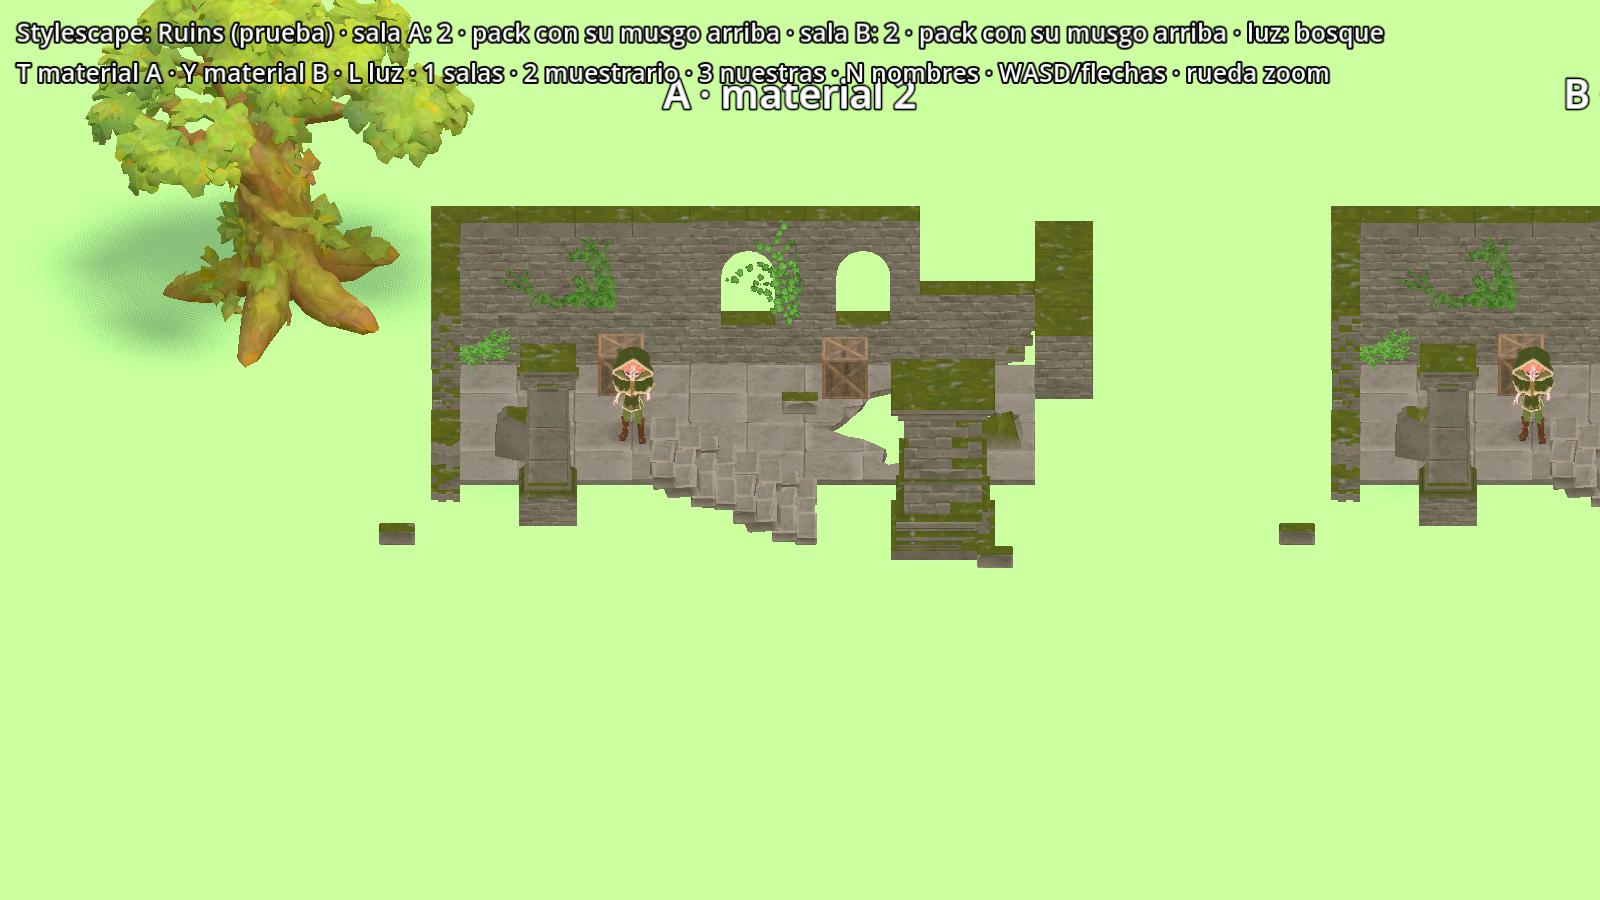 Stylescape: Ruins (prueba) · sala A: 2 · pack con su musgo arriba · sala B: 2 · pack con su musgo arriba · luz: bosque
T material A · Y material B · L luz · 1 salas · 2 muestrario · 3 nuestras · N nombres · WASD/flechas · rueda zoom
A · material 2
B